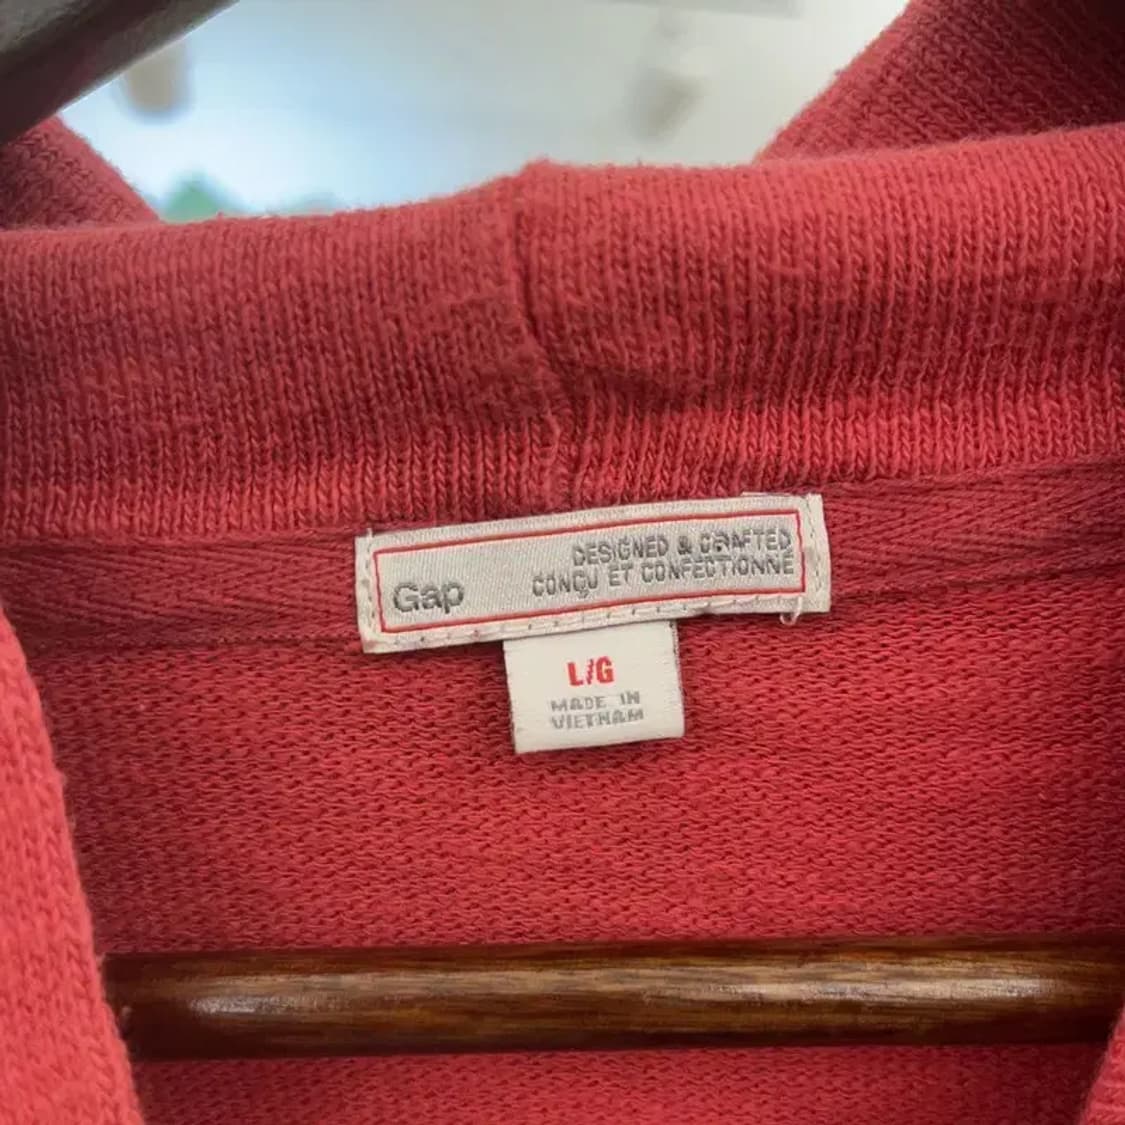 Gap
DESIGNED & CRAFTED
CONÇU ET CONFECTIONNÉ
L/G
MADE IN
VIETNAM